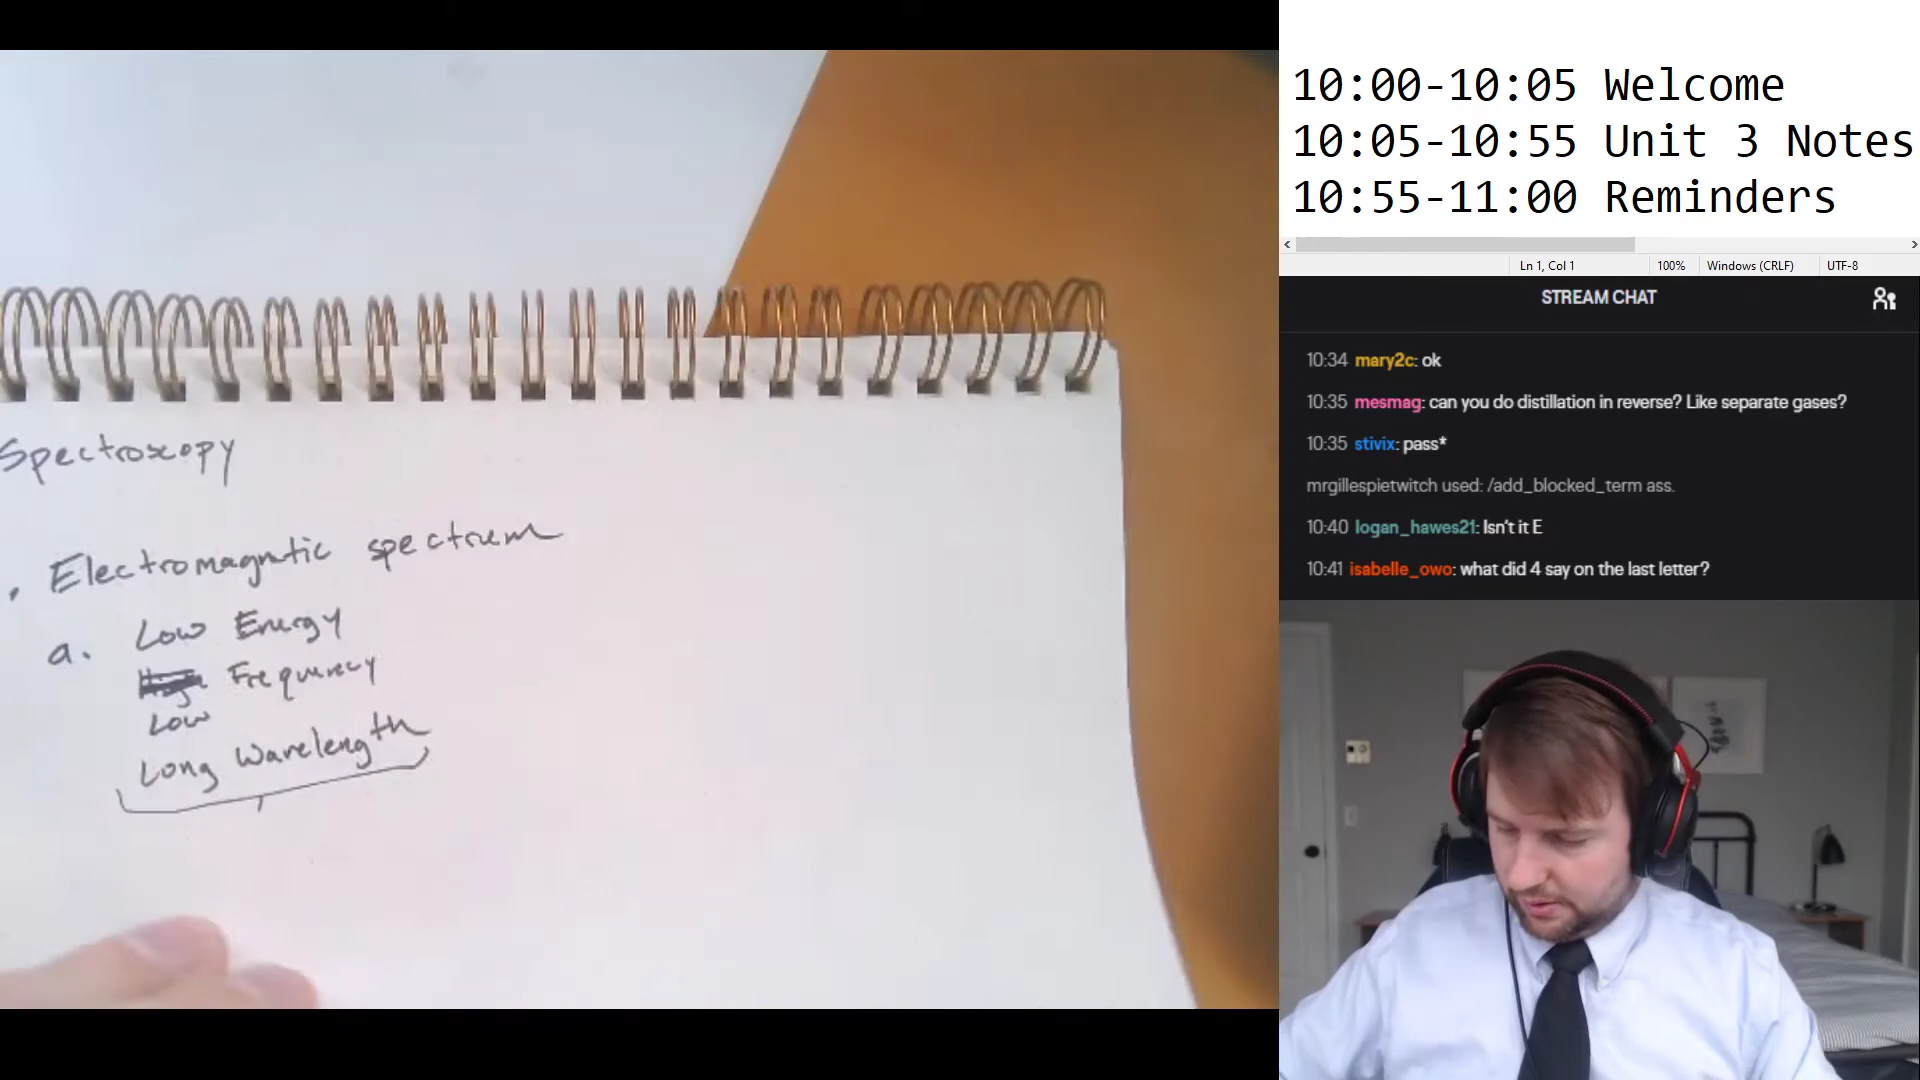 10:00-10:05 Welcome
10:05-10:55 Unit 3 Notes
10:55-11:00 Reminders
Ln 1, Col 1 100% Windows (CRLF) UTF-8
STREAM CHAT
10:34 mary2c: ok
10:35 mesmag: can you do distillation in reverse? Like separate gases?
10:35 stivix: pass*
mrgillespietwitch used: /add_blocked_term ass.
10:40 logan_hawes21: Isn't it E
10:41 isabelle_owo: what did 4 say on the last letter?
Spectroscopy
. Electromagnetic spectrum
a. Low Energy
Frequency
Low
Long Wavelength